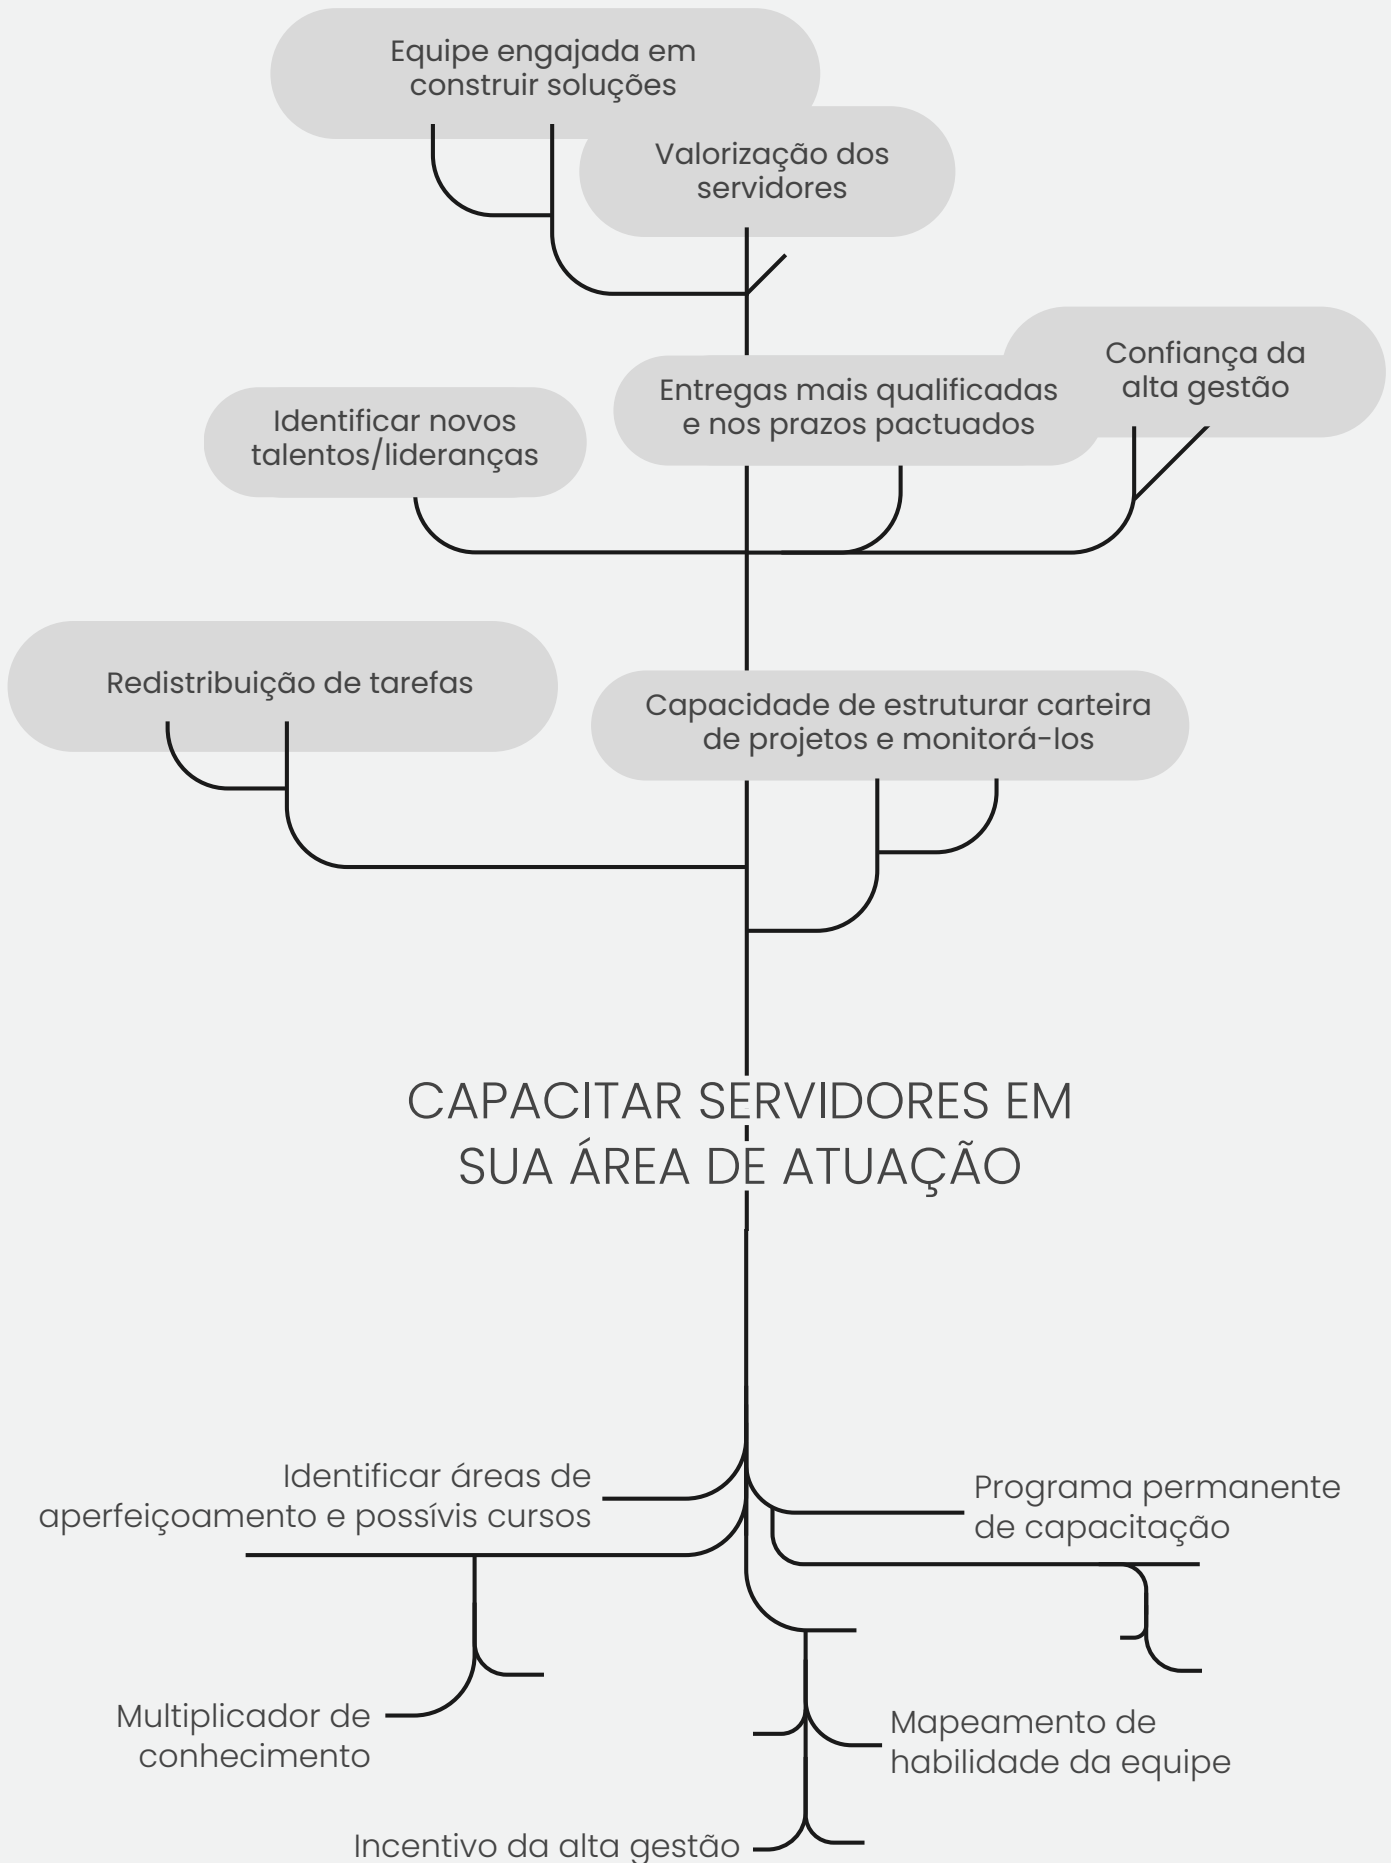 Equipe engajada em
construir soluções
Valorização dos
servidores
Confiança da
alta gestão
Entregas mais qualificadas
e nos prazos pactuados
Identificar novos
talentos/lideranças
Redistribuição de tarefas
Capacidade de estruturar carteira
de projetos e monitorá-los
CAPACITAR SERVIDORES EM
SUA ÁREA DE ATUAÇÃO
Identificar áreas de
aperfeiçoamento e possívis cursos
Programa permanente
de capacitação
Multiplicador de
conhecimento
Mapeamento de
habilidade da equipe
Incentivo da alta gestão